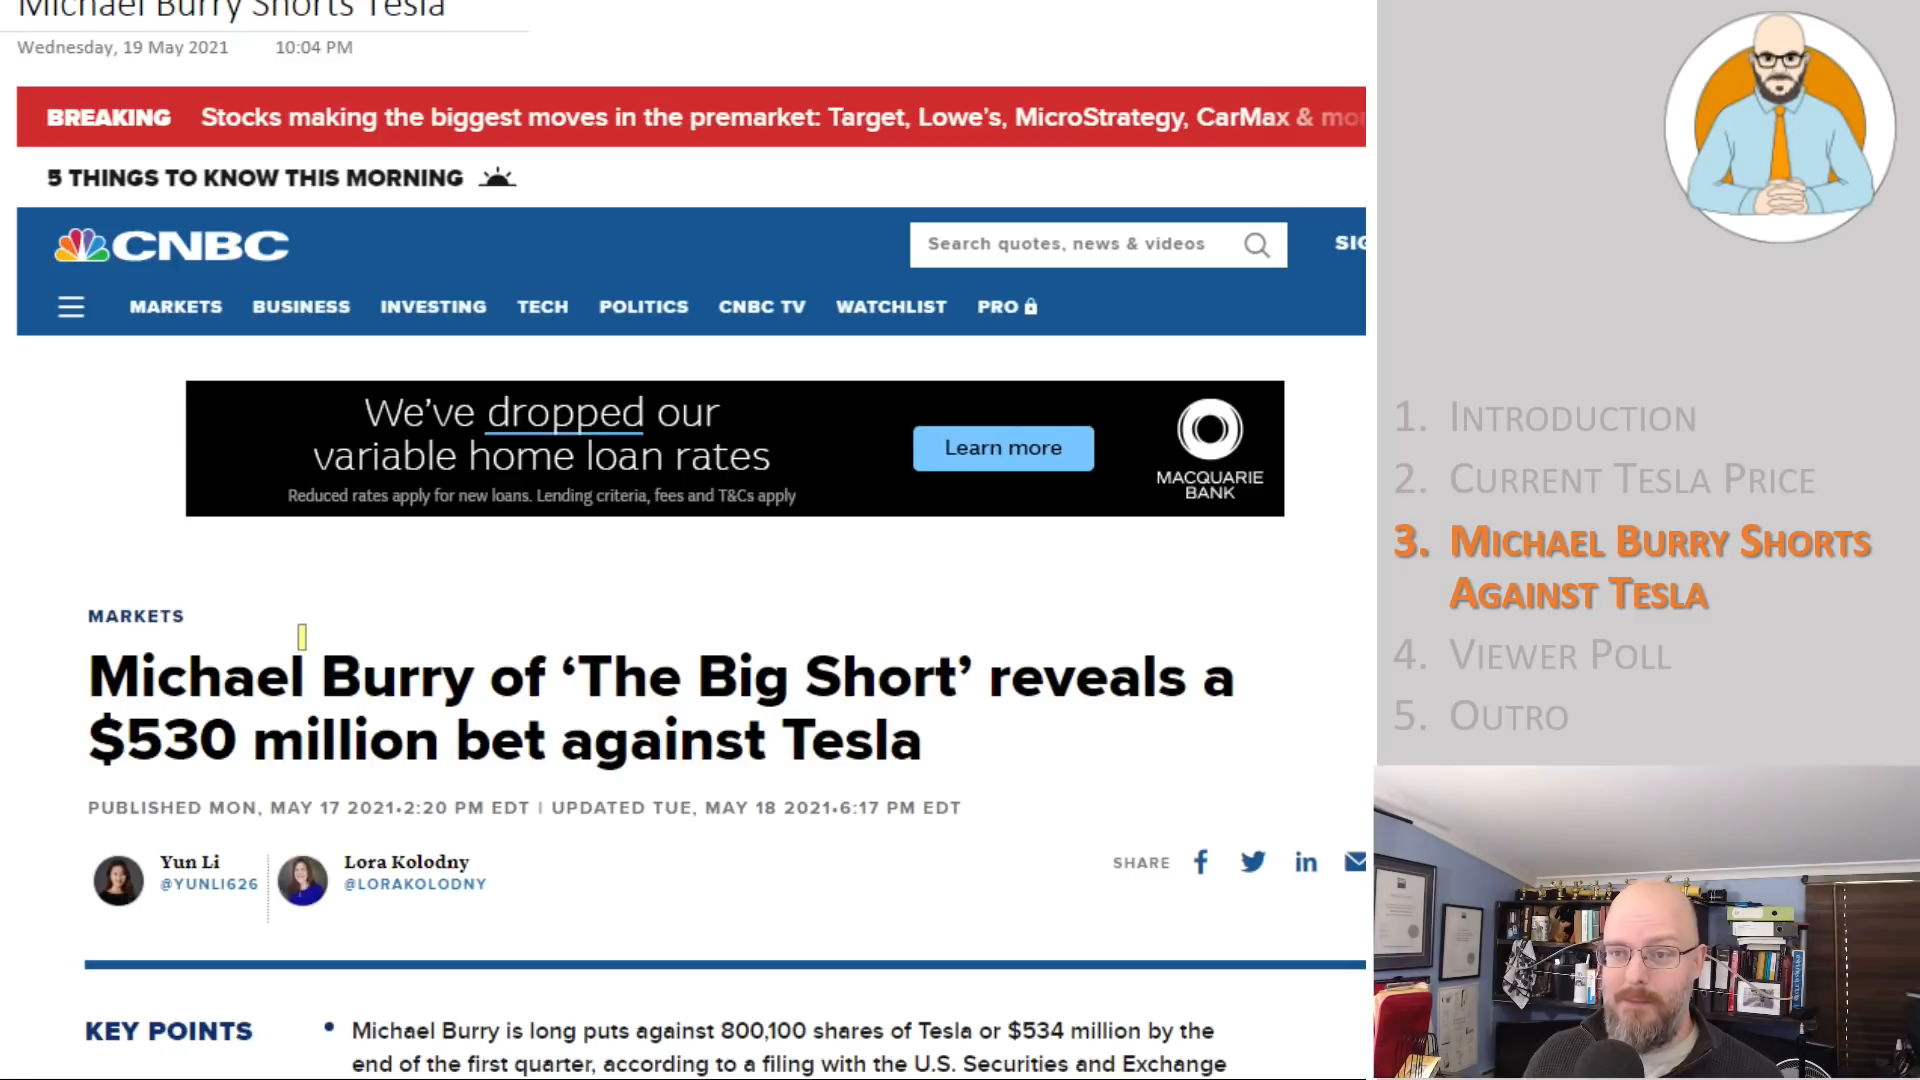 Michael Burry Shorts Tesla
Wednesday, 19 May 2021 10:04 PM
BREAKING Stocks making the biggest moves in the premarket: Target, Lowe's, MicroStrategy, CarMax &
5 THINGS TO KNOW THIS MORNING
CNBC
Search quotes, news & videos
MARKETS BUSINESS INVESTING TECH POLITICS CNBC TV WATCHLIST PRO
We've dropped our
variable home loan rates
Reduced rates apply for new loans. Lending criteria, fees and T&Cs apply
Learn more
MACQUARIE
BANK
MARKETS
Michael Burry of ‘The Big Short’ reveals a
$530 million bet against Tesla
PUBLISHED MON, MAY 17 2021•2:20 PM EDT | UPDATED TUE, MAY 18 2021•6:17 PM EDT
Yun Li
@YUNLI626
Lora Kolodny
@LORAKOLODNY
SHARE
KEY POINTS
• Michael Burry is long puts against 800,100 shares of Tesla or $534 million by the
end of the first quarter, according to a filing with the U.S. Securities and Exchange
1. INTRODUCTION
2. CURRENT TESLA PRICE
3. MICHAEL BURRY SHORTS
AGAINST TESLA
4. VIEWER POLL
5. OUTRO